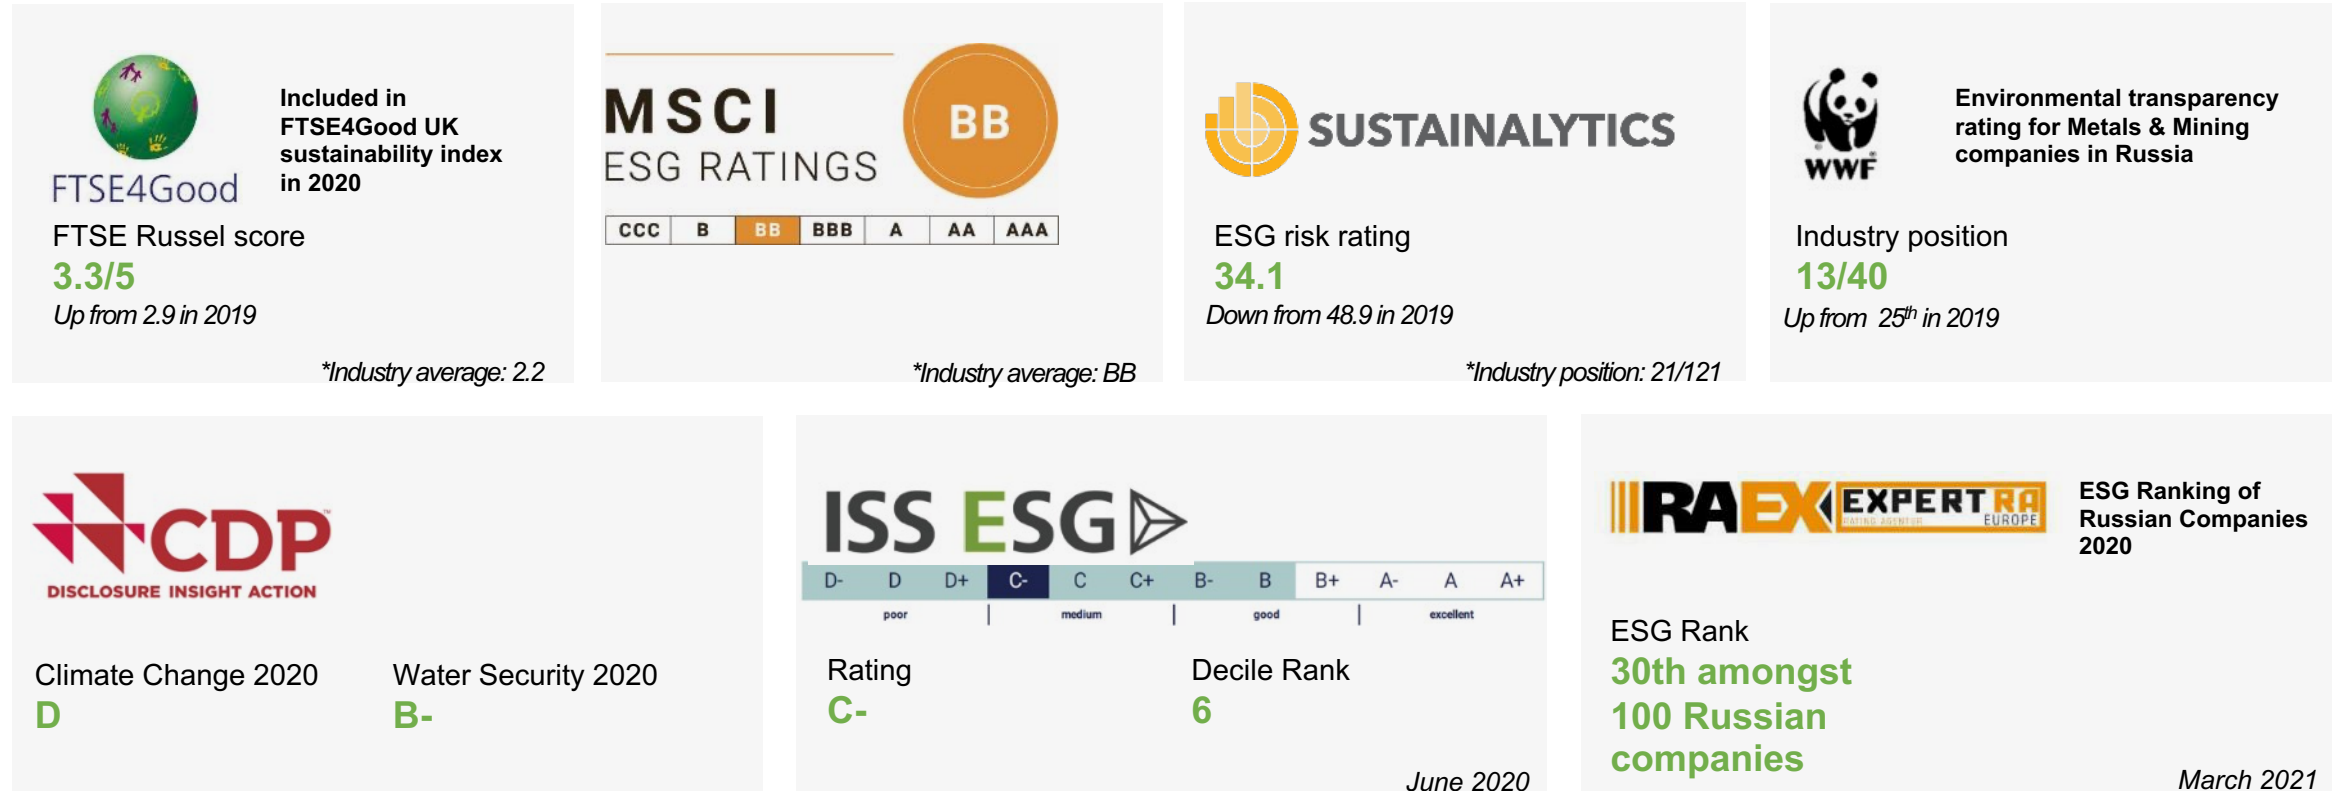 FTSE4Good
Included in
FTSE4Good UK
sustainability index
in 2020
FTSE Russel score
3.3/5
Up from 2.9 in 2019
*Industry average: 2.2
MSCI
ESG RATINGS
BB
CCC B BB BBB A AA AAA
*Industry average: BB
SUSTAINALYTICS
ESG risk rating
34.1
Down from 48.9 in 2019
*Industry position: 21/121
WWF
Environmental transparency
rating for Metals & Mining
companies in Russia
Industry position
13/40
Up from 25th in 2019
CDP
DISCLOSURE INSIGHT ACTION
Climate Change 2020
D
Water Security 2020
B-
ISS ESG
D- D D+ C- C C+ B- B B+ A- A A+
poor medium good excellent
Rating
C-
Decile Rank
6
June 2020
RAEX EXPERT RA
RATING AGENTUR EUROPE
ESG Ranking of
Russian Companies
2020
ESG Rank
30th amongst
100 Russian
companies
March 2021